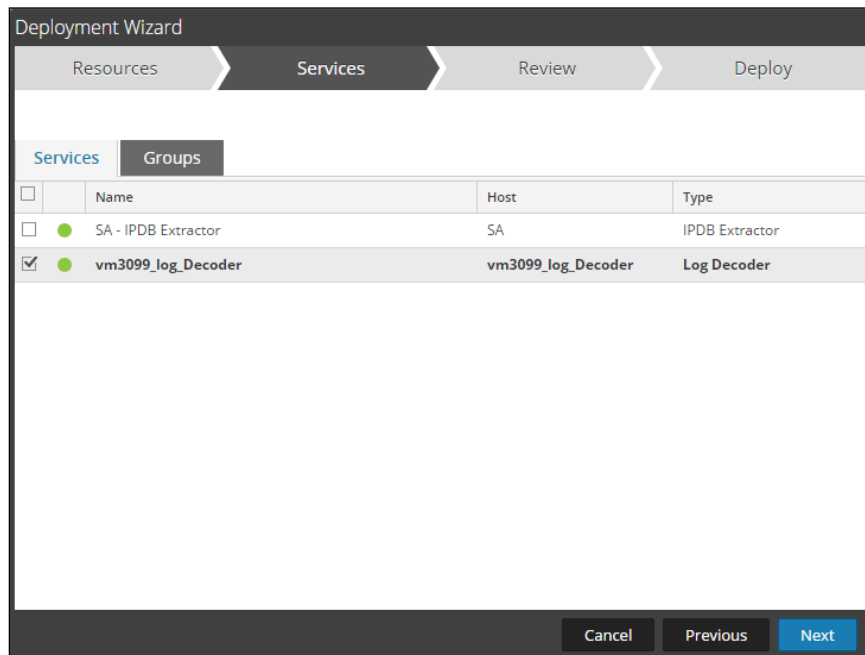 Deployment Wizard
Resources Services Review Deploy
Services Groups
Name Host Type
SA - IPDB Extractor SA IPDB Extractor
vm3099_log_Decoder vm3099_log_Decoder Log Decoder
Cancel Previous Next